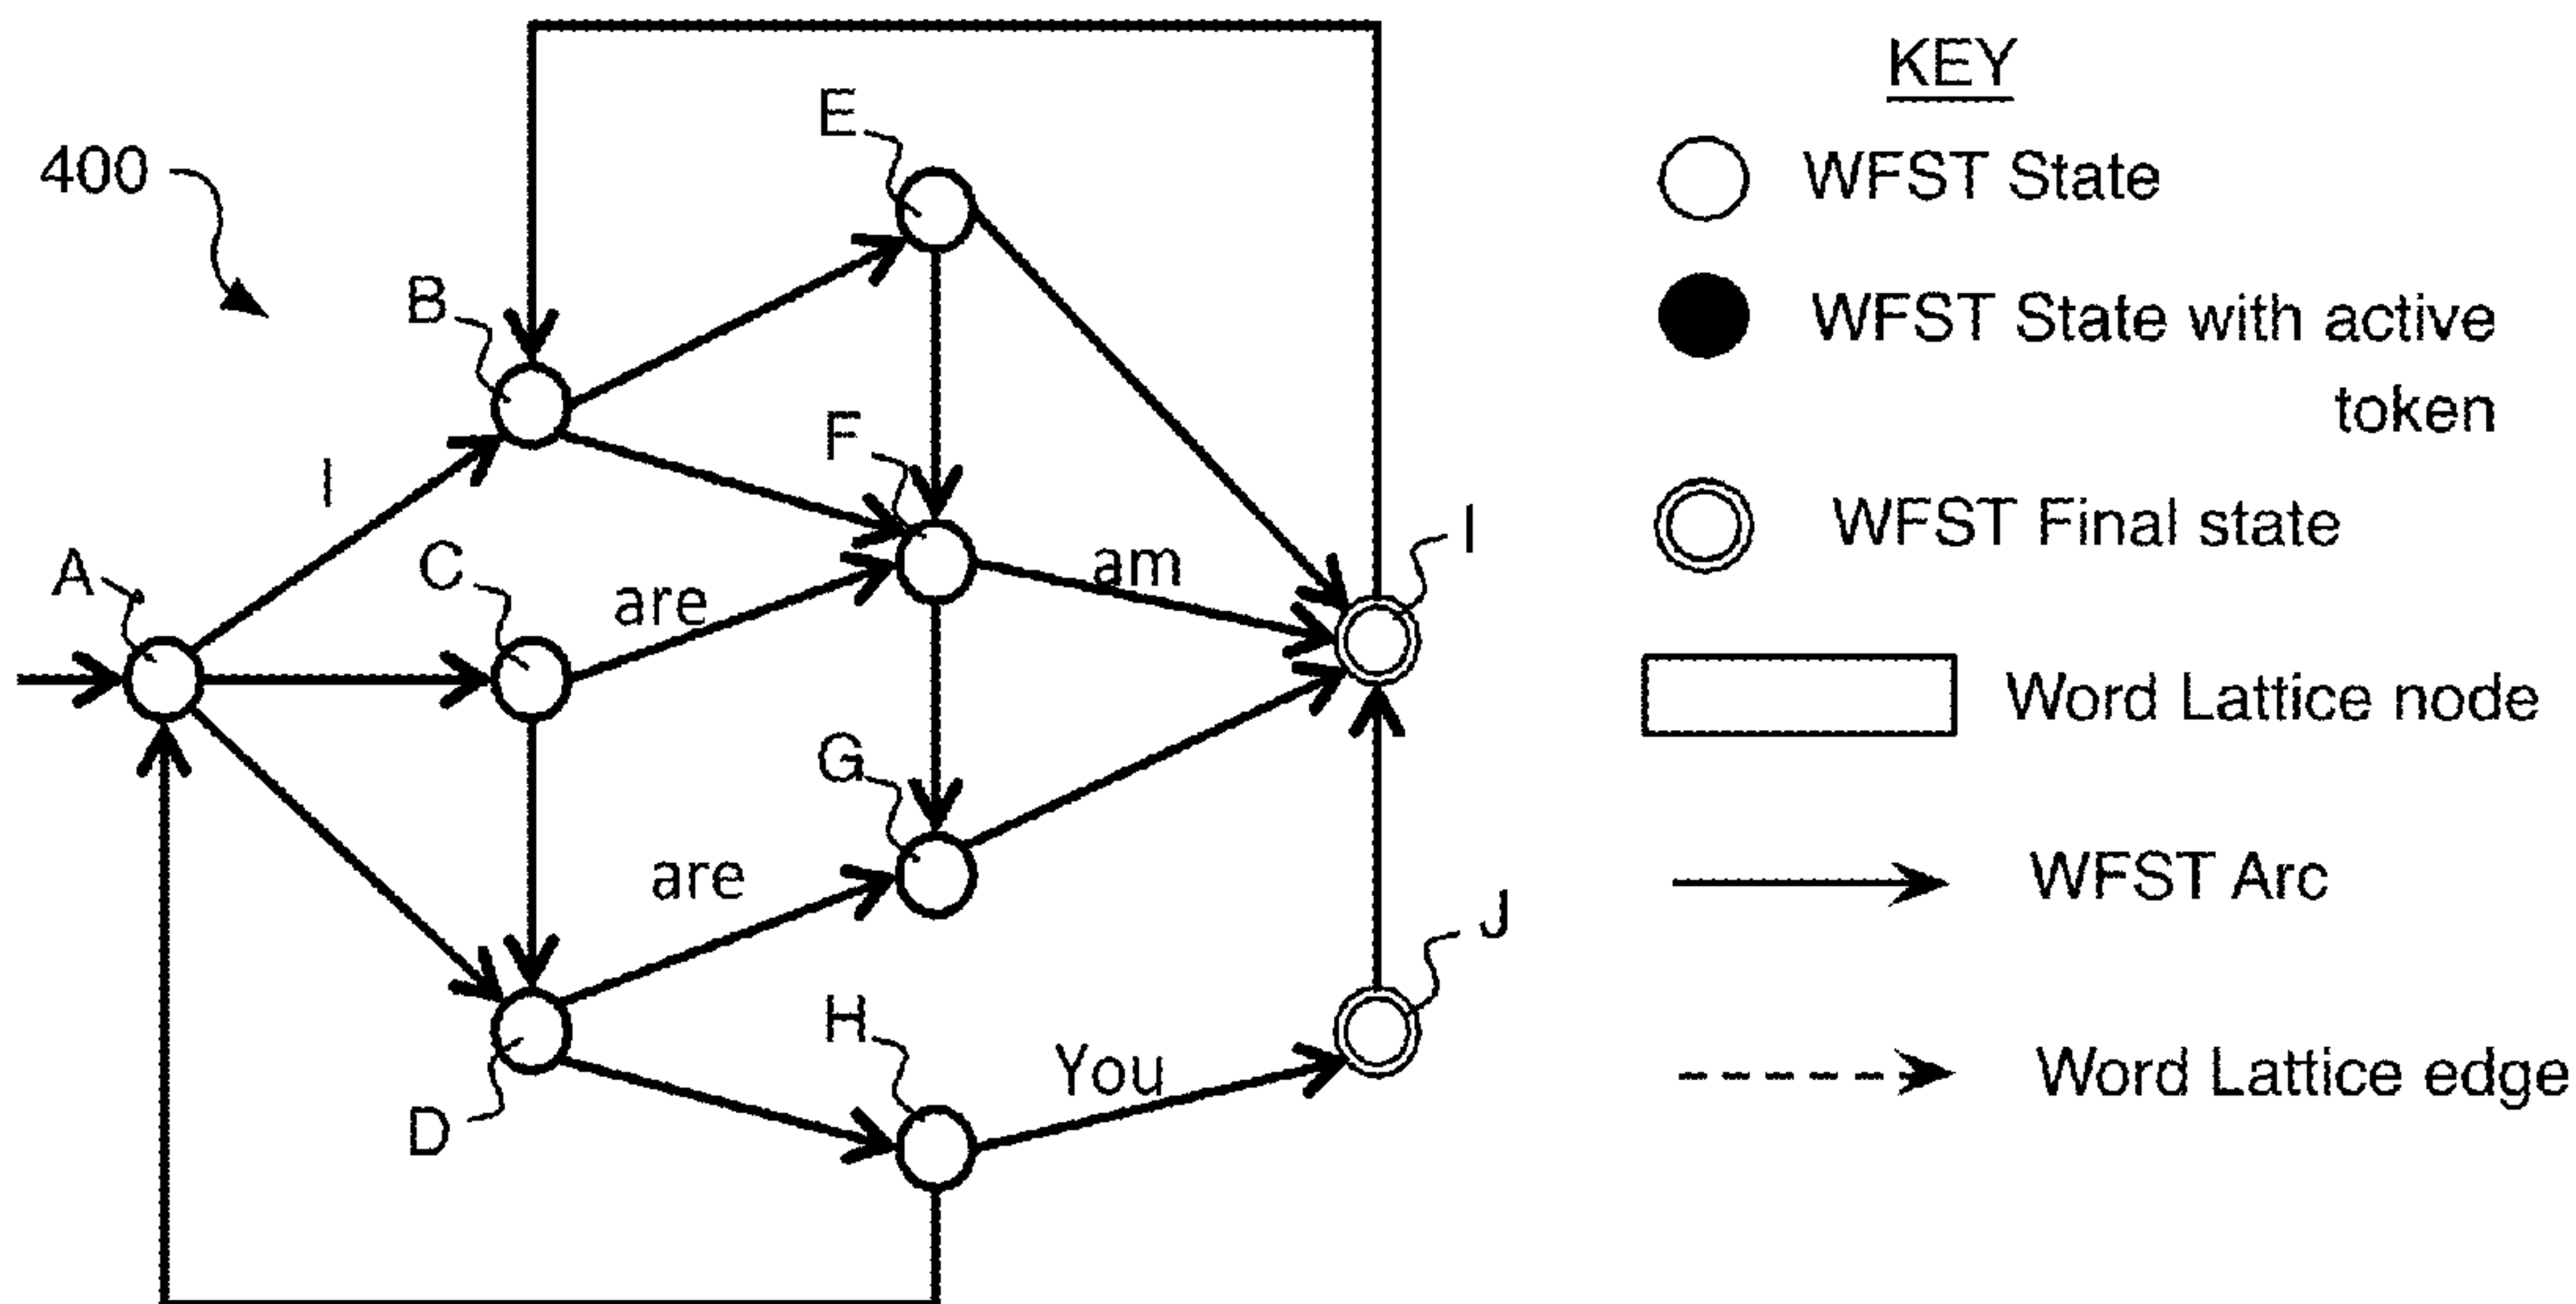 400
A
B
C
D
E
F
G
H
I
J
I
are
are
am
You
KEY
WFST State
WFST State with active
token
WFST Final state
Word Lattice node
WFST Arc
Word Lattice edge